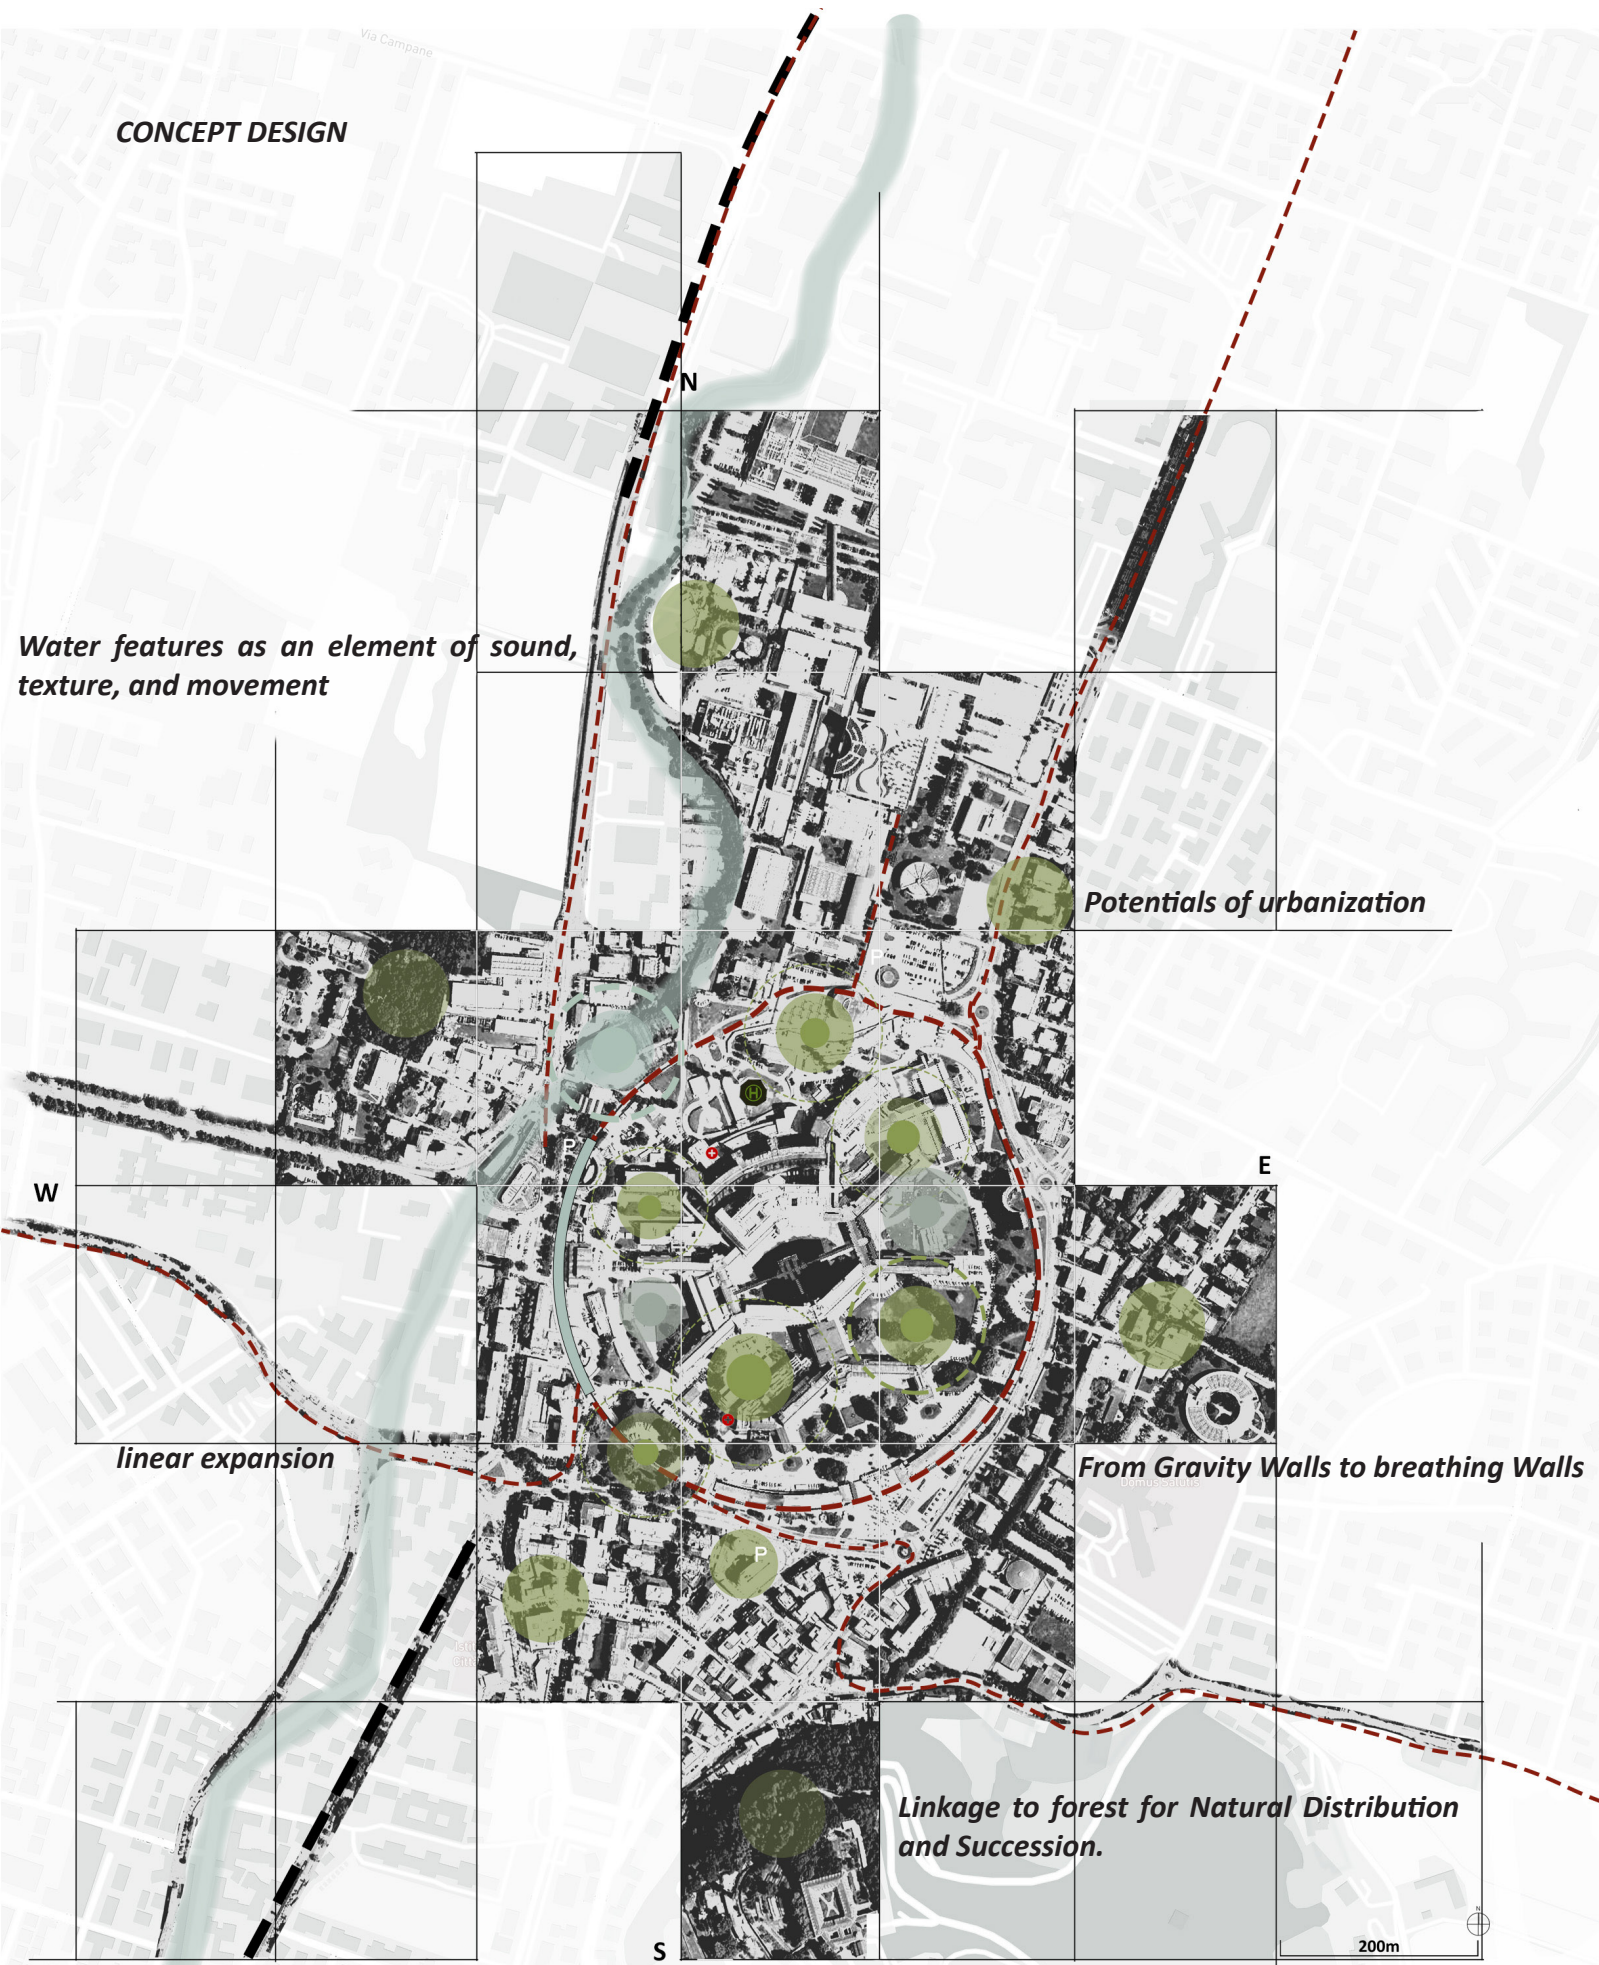 Via Campane
CONCEPT DESIGN
N
Water features as an element of sound,
texture, and movement
Potentials of urbanization
P
H
P
E
W
linear expansion
From Gravity Walls to breathing Walls
P
Linkage to forest for Natural Distribution
and Succession.
N
200m
S